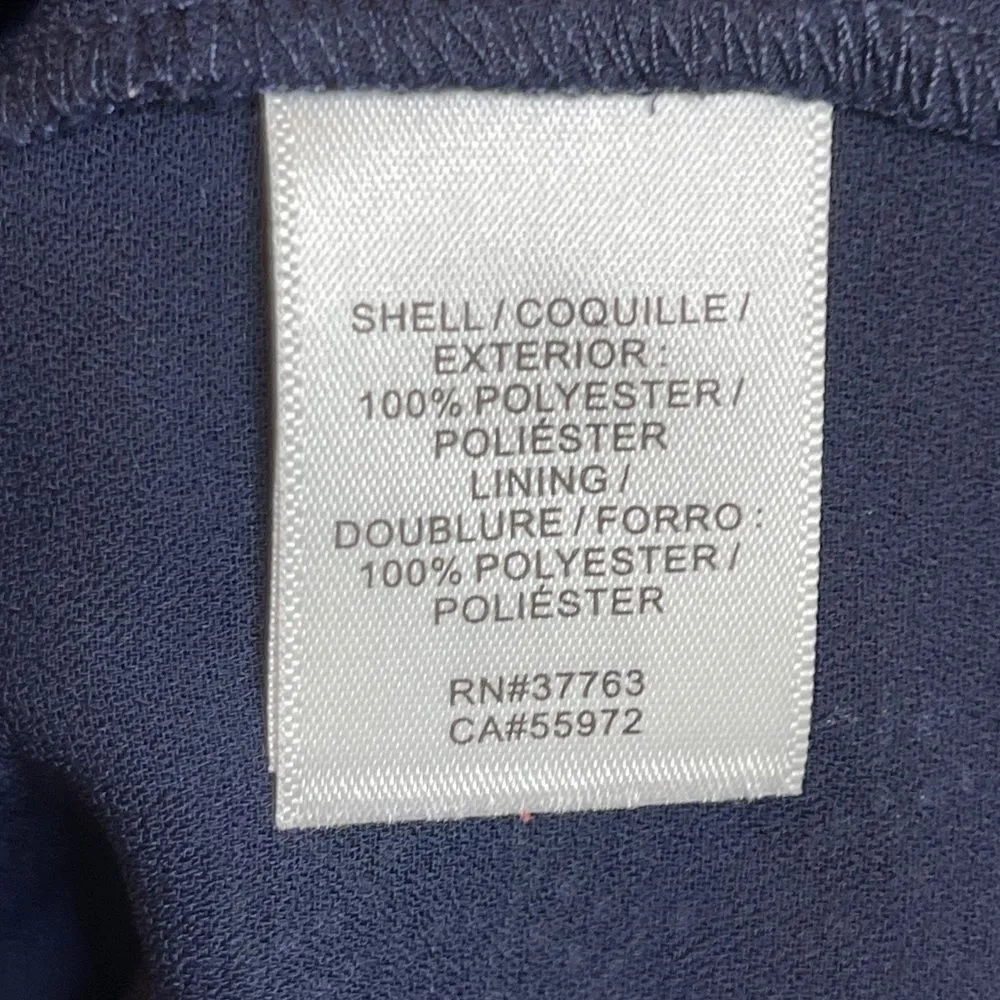 SHELL / COQUILLE /
EXTERIOR :
100% POLYESTER /
POLIÉSTER
LINING /
DOUBLURE / FORRO :
100% POLYESTER /
POLIÉSTER
RN#37763
CA#55972